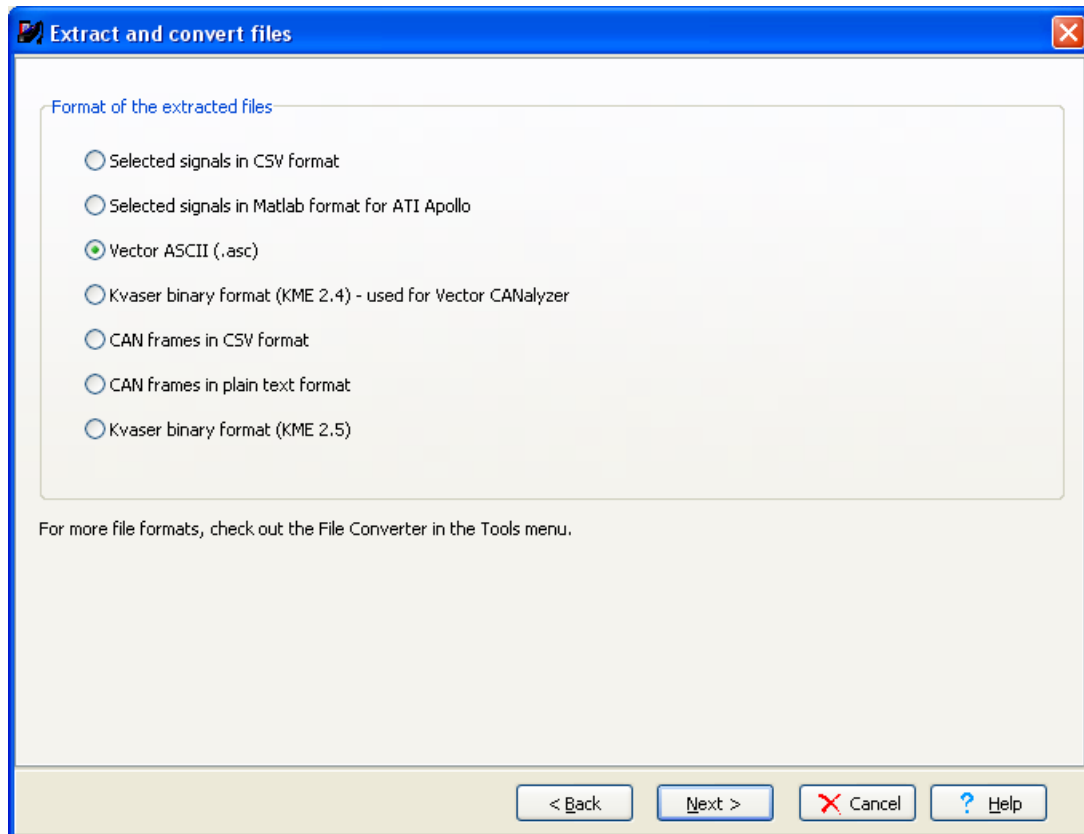 Extract and convert files
Format of the extracted files
Selected signals in CSV format
Selected signals in Matlab format for ATI Apollo
Vector ASCII (.asc)
Kvaser binary format (KME 2.4) - used for Vector CANalyzer
CAN frames in CSV format
CAN frames in plain text format
Kvaser binary format (KME 2.5)
For more file formats, check out the File Converter in the Tools menu.
< Back Next > Cancel ? Help